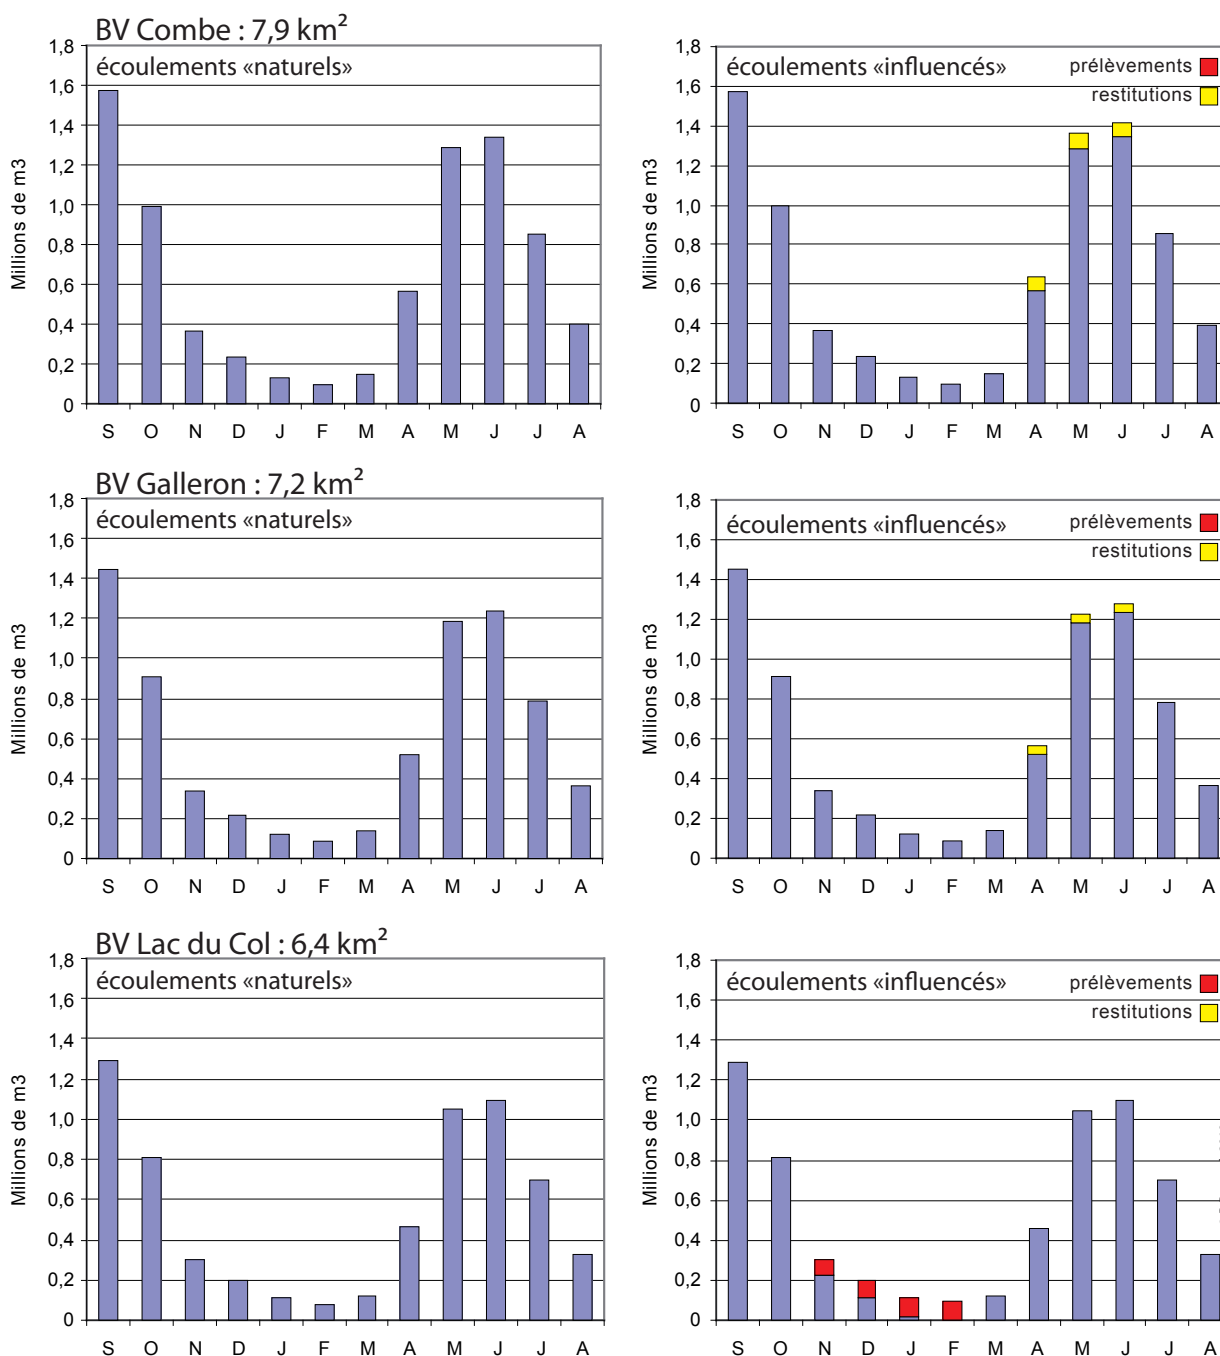 BV Combe : 7,9 km²
écoulements «naturels»
Millions de m3
1,8
1,6
1,4
1,2
1,0
0,8
0,6
0,4
0,2
0
S O N D J F M A M J J A
écoulements «influencés»
prélèvements
restitutions
Millions de m3
1,8
1,6
1,4
1,2
1,0
0,8
0,6
0,4
0,2
0
S O N D J F M A M J J A
BV Galleron : 7,2 km²
écoulements «naturels»
Millions de m3
1,8
1,6
1,4
1,2
1,0
0,8
0,6
0,4
0,2
0
S O N D J F M A M J J A
écoulements «influencés»
prélèvements
restitutions
Millions de m3
1,8
1,6
1,4
1,2
1,0
0,8
0,6
0,4
0,2
0
S O N D J F M A M J J A
BV Lac du Col : 6,4 km²
écoulements «naturels»
Millions de m3
1,8
1,6
1,4
1,2
1,0
0,8
0,6
0,4
0,2
0
S O N D J F M A M J J A
écoulements «influencés»
prélèvements
restitutions
Millions de m3
1,8
1,6
1,4
1,2
1,0
0,8
0,6
0,4
0,2
0
S O N D J F M A M J J A